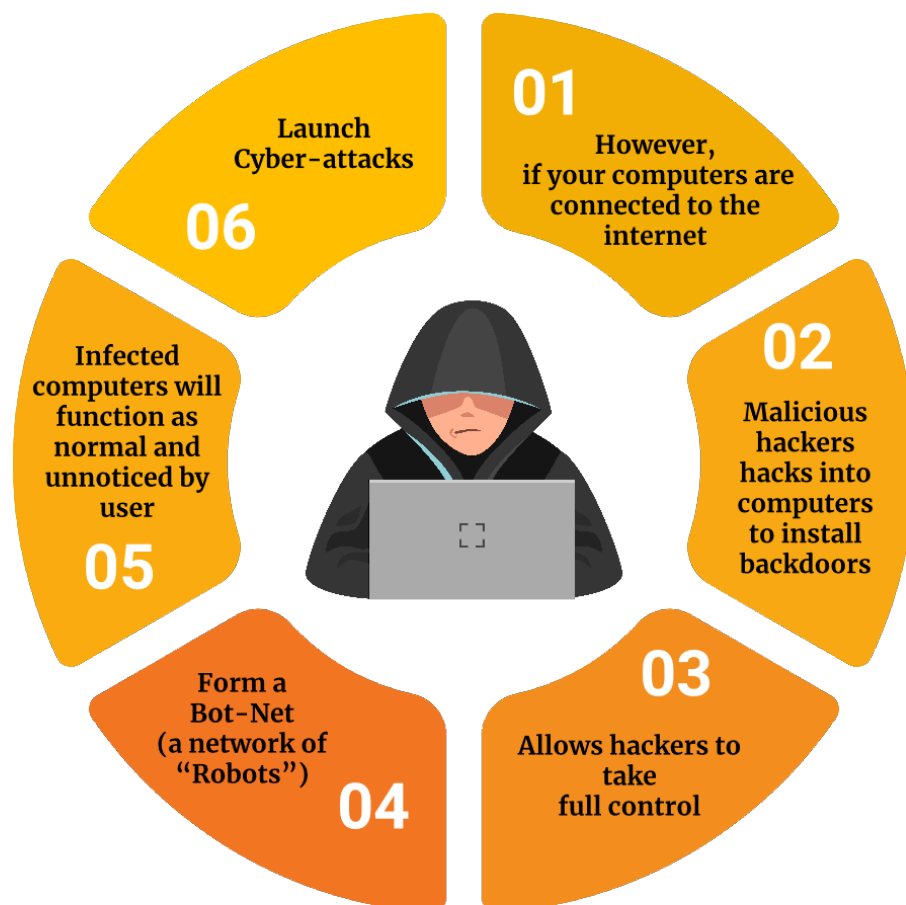 01
However,
if your computers are
connected to the
internet
02
Malicious
hackers
hacks into
computers
to install
backdoors
03
Allows hackers to
take
full control
04
Form a
Bot-Net
(a network of
“Robots”)
05
Infected
computers will
function as
normal and
unnoticed by
user
06
Launch
Cyber-attacks